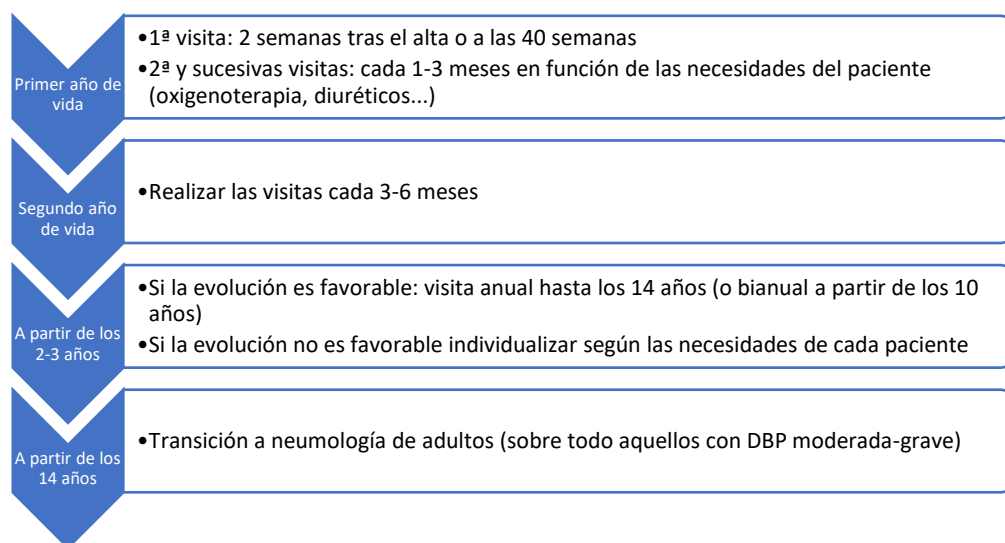 Primer año de
vida
•1ª visita: 2 semanas tras el alta o a las 40 semanas
•2ª y sucesivas visitas: cada 1-3 meses en función de las necesidades del paciente
(oxigenoterapia, diuréticos...)
Segundo año
de vida
•Realizar las visitas cada 3-6 meses
A partir de los
2-3 años
•Si la evolución es favorable: visita anual hasta los 14 años (o bianual a partir de los 10
años)
•Si la evolución no es favorable individualizar según las necesidades de cada paciente
A partir de los
14 años
•Transición a neumología de adultos (sobre todo aquellos con DBP moderada-grave)